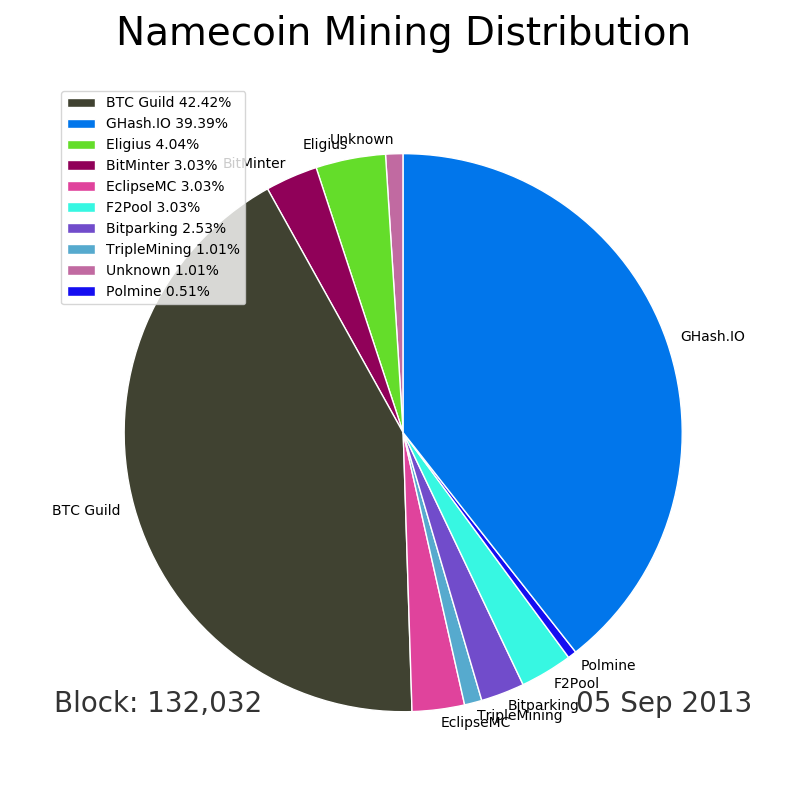 Namecoin Mining Distribution
BTC Guild 42.42%
GHash.IO 39.39%
Eligius 4.04%
BitMinter 3.03%
EclipseMC 3.03%
F2Pool 3.03%
Bitparking 2.53%
TripleMining 1.01%
Unknown 1.01%
Polmine 0.51%
Unknown
Eligius
BitMinter
GHash.IO
BTC Guild
Polmine
F2Pool
Bitparking
TripleMining
EclipseMC
Block: 132,032
05 Sep 2013